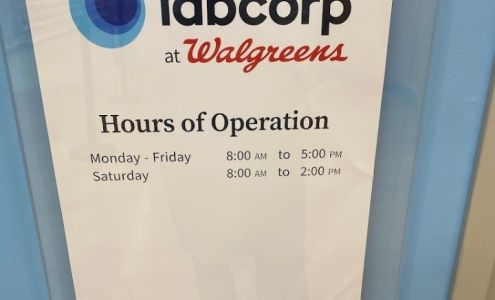 labcorp
at Walgreens
Hours of Operation
Monday - Friday 8:00 AM to 5:00 PM
Saturday 8:00 AM to 2:00 PM